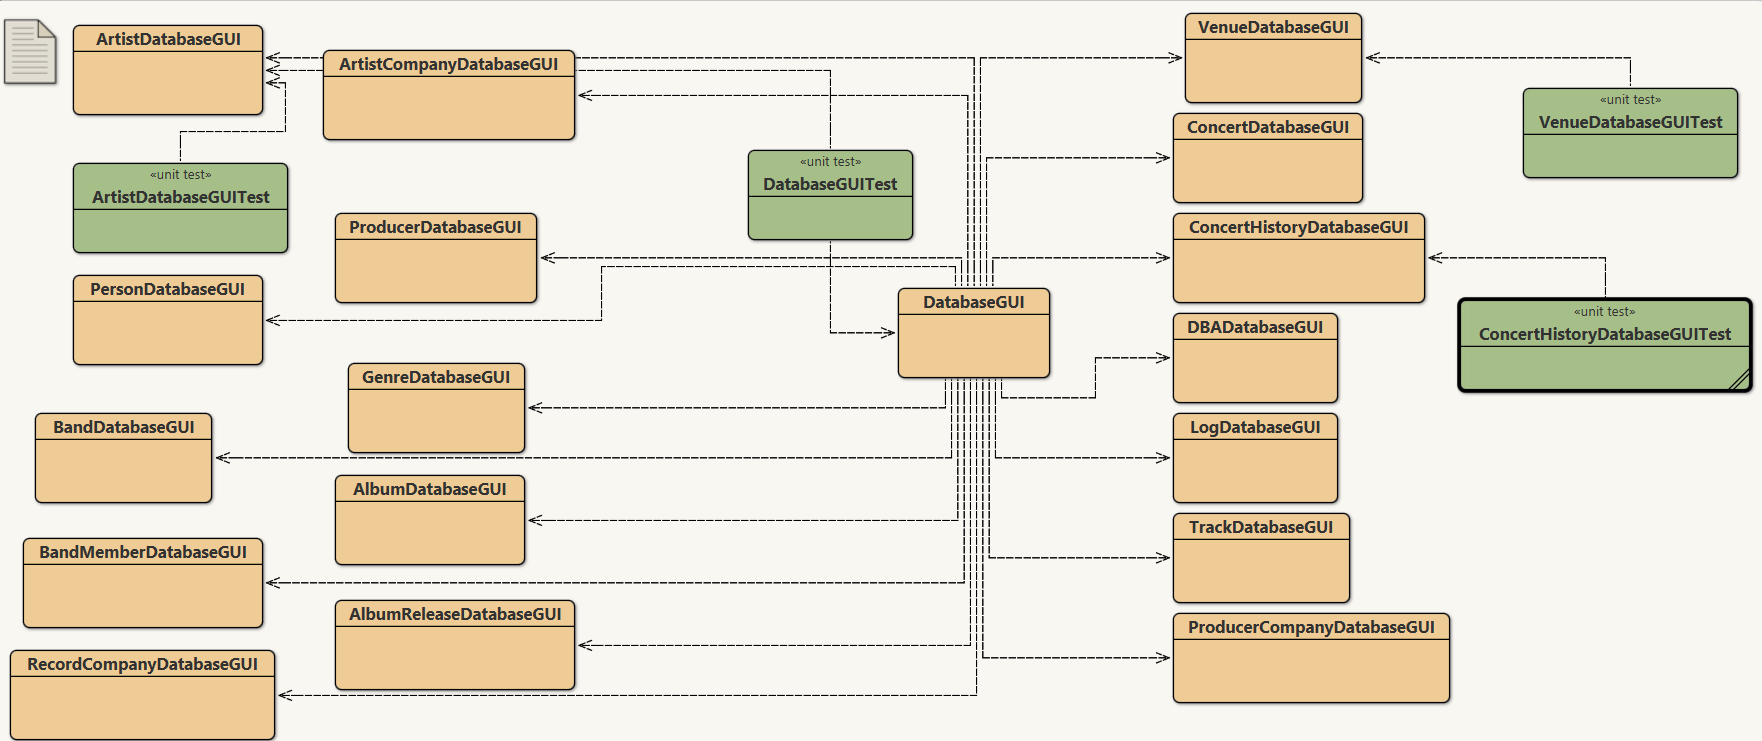 ArtistDatabaseGUI
ArtistCompanyDatabaseGUI
VenueDatabaseGUI
«unit test»
VenueDatabaseGUITest
ConcertDatabaseGUI
«unit test»
DatabaseGUITest
«unit test»
ArtistDatabaseGUITest
ProducerDatabaseGUI
ConcertHistoryDatabaseGUI
PersonDatabaseGUI
DatabaseGUI
«unit test»
ConcertHistoryDatabaseGUITest
DBADatabaseGUI
GenreDatabaseGUI
BandDatabaseGUI
LogDatabaseGUI
AlbumDatabaseGUI
TrackDatabaseGUI
BandMemberDatabaseGUI
AlbumReleaseDatabaseGUI
ProducerCompanyDatabaseGUI
RecordCompanyDatabaseGUI